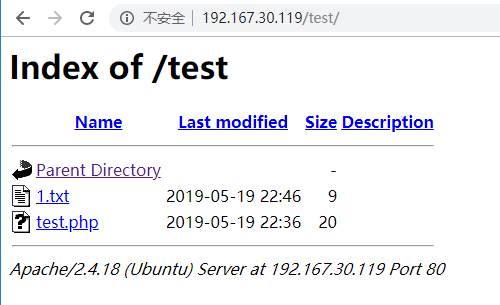 不安全 192.167.30.119/test/
Index of /test
Name Last modified Size Description
Parent Directory -
1.txt 2019-05-19 22:46 9
test.php 2019-05-19 22:36 20
Apache/2.4.18 (Ubuntu) Server at 192.167.30.119 Port 80